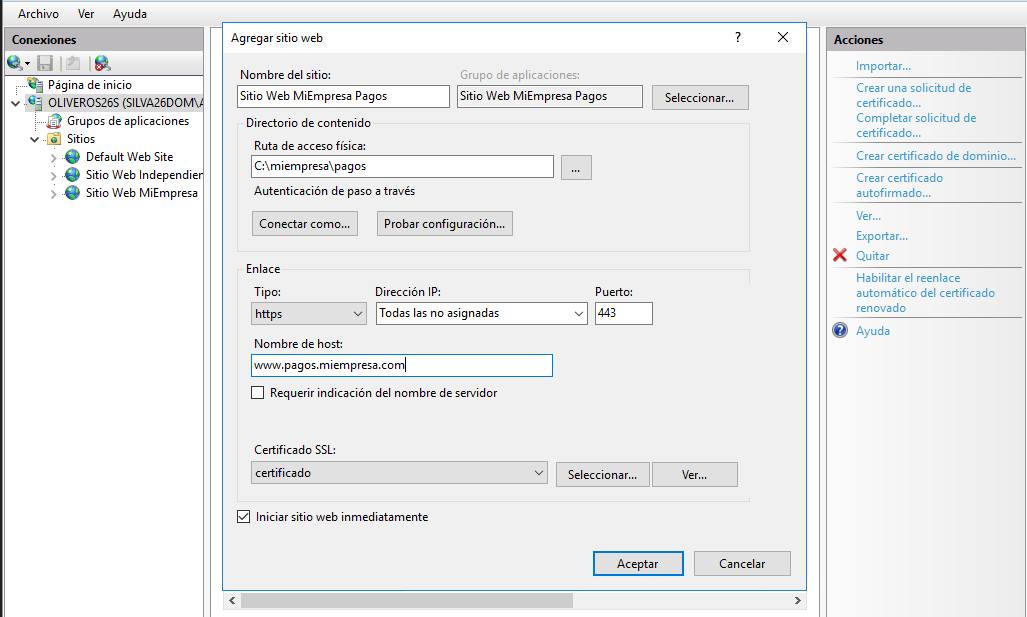 Archivo Ver Ayuda
Conexiones
Página de inicio
OLIVEROS26S (SILVA26DOM\A
Grupos de aplicaciones
Sitios
Default Web Site
Sitio Web Independien
Sitio Web MiEmpresa
Agregar sitio web
?
Nombre del sitio:
Grupo de aplicaciones:
Sitio Web MiEmpresa Pagos
Sitio Web MiEmpresa Pagos
Seleccionar...
Directorio de contenido
Ruta de acceso física:
C:\miempresa\pagos
...
Autenticación de paso a través
Conectar como...
Probar configuración...
Enlace
Tipo:
Dirección IP:
Puerto:
https
Todas las no asignadas
443
Nombre de host:
www.pagos.miempresa.com
Requerir indicación del nombre de servidor
Certificado SSL:
certificado
Seleccionar...
Ver...
Iniciar sitio web inmediatamente
Aceptar
Cancelar
Acciones
Importar...
Crear una solicitud de
certificado...
Completar solicitud de
certificado...
Crear certificado de dominio...
Crear certificado
autofirmado...
Ver...
Exportar...
Quitar
Habilitar el reenlace
automático del certificado
renovado
Ayuda